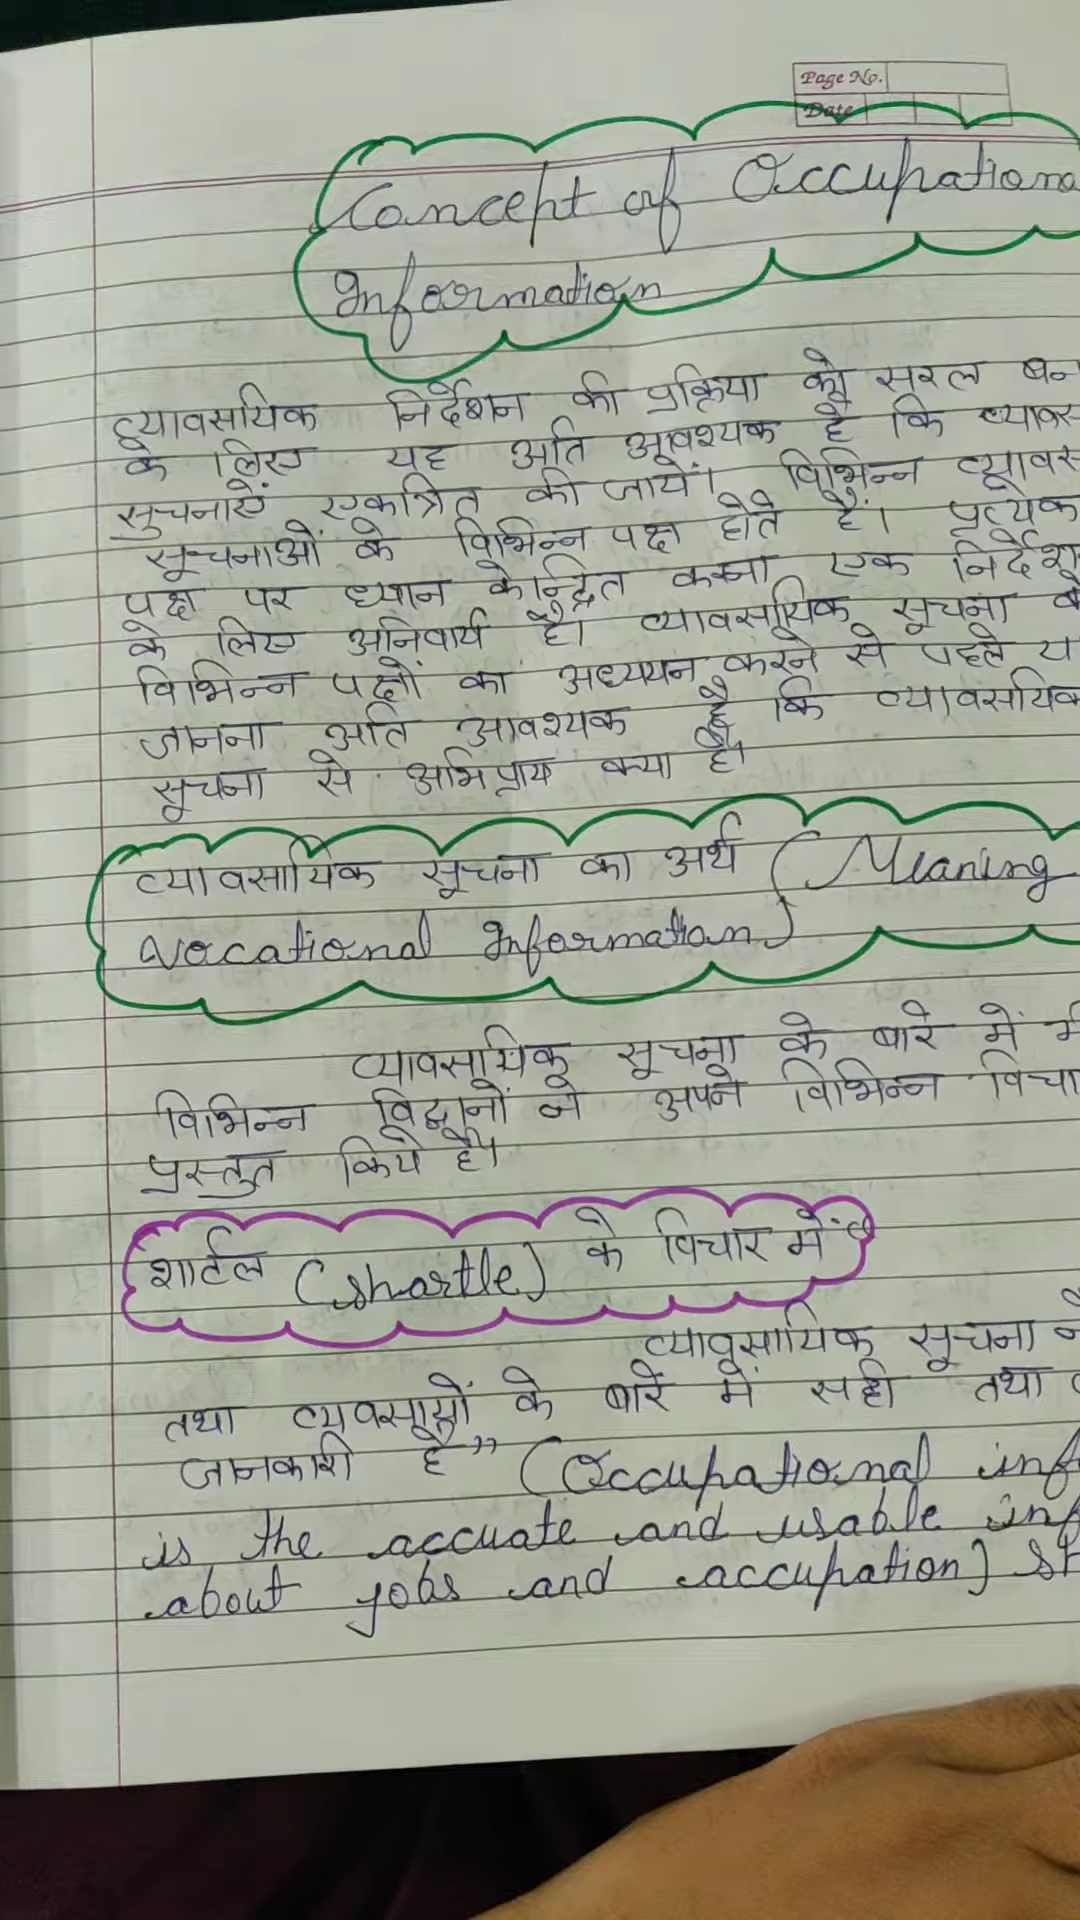 Page No.
Date
Concept of Occupationa
Information
व्यावसायिक निर्देशन की प्रक्रिया को सरल बन
के लिए यह अति आवश्यक है कि व्यावस
सुचनाऐं एकत्रित की जायें। विभिन्न व्यावस
सूचनाओं के विभिन्न पक्ष होते हैं। प्रत्येक
पक्ष पर ध्यान केन्द्रित करना एक निर्देश
के लिए अनिवार्य है। व्यावसायिक सूचना के
विभिन्न पक्षों का अध्ययन करने से पहले य
जानना अति आवश्यक है कि व्यावसायिक
सूचना से अभिप्राय क्या है।
व्यावसायिक सूचना का अर्थ (Meaning
Vocational Information)
व्यावसायिक सूचना के बारे में
विभिन्न विद्वानों ने अपने विभिन्न विचा
प्रस्तुत किये है।
शार्टल (Shartle) के विचार में
व्यावसायिक सूचना
तथा व्यवसायों के बारे में सही तथा
जानकारी है" (Occupational inf
is the accuate and usable inf
about jobs and accupation) Sh